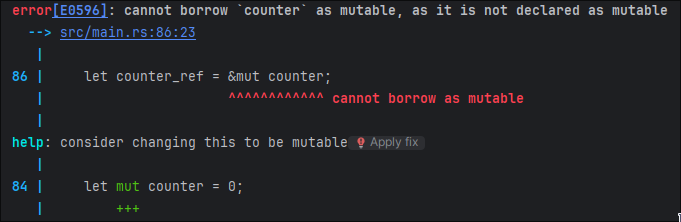 error[E0596]: cannot borrow `counter` as mutable, as it is not declared as mutable
--> src/main.rs:86:23
|
86 |     let counter_ref = &mut counter;
|                       ^^^^^^^^^^^^ cannot borrow as mutable
|
help: consider changing this to be mutable Apply fix
|
84 |     let mut counter = 0;
|         +++